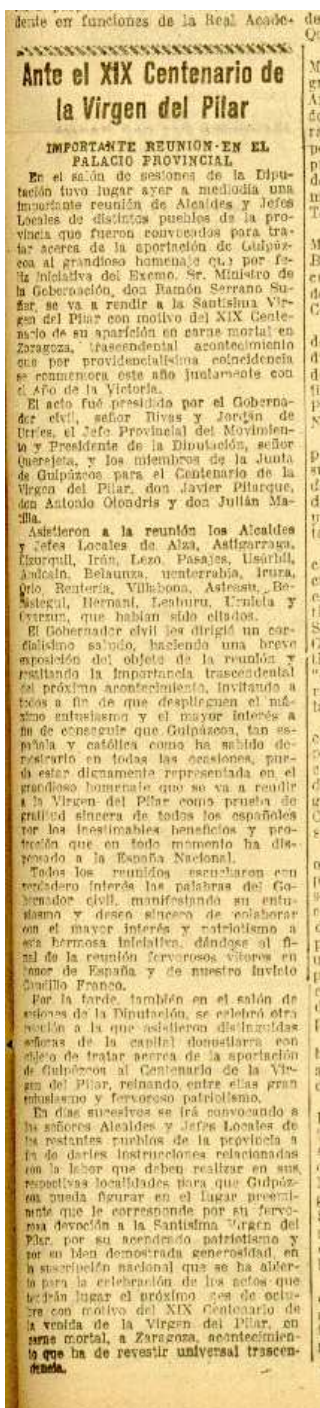 dente en funciones de la Real Acade-
Ante el XIX Centenario de
la Virgen del Pilar
IMPORTANTE REUNION EN EL
PALACIO PROVINCIAL
En el salón de sesiones de la Dipu-
tación tuvo lugar ayer a mediodía una
importante reunión de Alcaldes y Jefes
Locales de distintos pueblos de la pro-
vincia que fueron convocados para tra-
tar acerca de la aportación de Guipúz-
coa al grandioso homenaje que por fe-
liz iniciativa del Excmo. Sr. Ministro de
la Gobernación, don Ramón Serrano Su-
ñer, se va a rendir a la Santísima Vir-
gen del Pilar con motivo del XIX Cente-
nario de su aparición en carne mortal en
Zaragoza, trascendental acontecimiento
que por providencialísima coincidencia
se conmemora este año juntamente con
el Año de la Victoria.
El acto fué presidido por el Goberna-
dor civil, señor Rivas y Jordán de
Urries, el Jefe Provincial del Movimien-
to y Presidente de la Diputación, señor
Querejeta, y los miembros de la Junta
de Guipúzcoa para el Centenario de la
Virgen del Pilar, don Javier Pilarque,
don Antonio Olondris y don Julián Ma-
tilla.
Asistieron a la reunión los Alcaldes
y Jefes Locales de Alza, Astigarraga,
Elzurquil, Irún, Lezo, Pasajes, Usúrbil,
Andoain, Belaunza, uenterrabía, Irura,
Orio, Rentería, Villabona, Asteasu, Be-
rástegui, Hernani, Leaburu, Urnieta y
Oyarzun, que habían sido citados.
El Gobernador civil les dirigió un cor-
dialísimo saludo, haciendo una breve
exposición del objeto de la reunión y
resaltando la importancia trascendental
del próximo acontecimiento, invitando a
todos a fin de que desplieguen el má-
ximo entusiasmo y el mayor interés a
fin de conseguir que Guipúzcoa, tan es-
pañola y católica como ha sabido de-
mostrarlo en todas las ocasiones, pue-
da estar dignamente representada en el
grandioso homenaje que se va a rendir
a la Virgen del Pilar como prueba de
gratitud sincera de todos los españoles
por los inestimables beneficios y pro-
tección que en todo momento ha dis-
pensado a la España Nacional.
Todos los reunidos escucharon con
verdadero interés las palabras del Go-
bernador civil, manifestando su entu-
siasmo y deseo sincero de colaborar
con el mayor interés y patriotismo a
esta hermosa iniciativa, dándose al fi-
nal de la reunión fervorosos vítores en
honor de España y de nuestro invicto
Caudillo Franco.
Por la tarde, también en el salón de
sesiones de la Diputación, se celebró otra
reunión a la que asistieron distinguidas
señoras de la capital donostiarra con
objeto de tratar acerca de la aportación
de Guipúzcoa al Centenario de la Vir-
gen del Pilar, reinando entre ellas gran
entusiasmo y fervoroso patriotismo.
En días sucesivos se irá convocando a
los señores Alcaldes y Jefes Locales de
los restantes pueblos de la provincia a
fin de darles instrucciones relacionadas
con la labor que deben realizar en sus
respectivas localidades para que Guipúz-
coa pueda figurar en el lugar preemi-
nente que le corresponde por su fervo-
rosa devoción a la Santísima Virgen del
Pilar, por su acendrado patriotismo y
por su bien demostrada generosidad, en
la suscripción nacional que se ha abier-
to para la celebración de los actos que
tendrán lugar el próximo mes de octu-
bre con motivo del XIX Centenario de
la venida de la Virgen del Pilar, en
carne mortal, a Zaragoza, acontecimien-
to que ha de revestir universal trascen-
dencia.